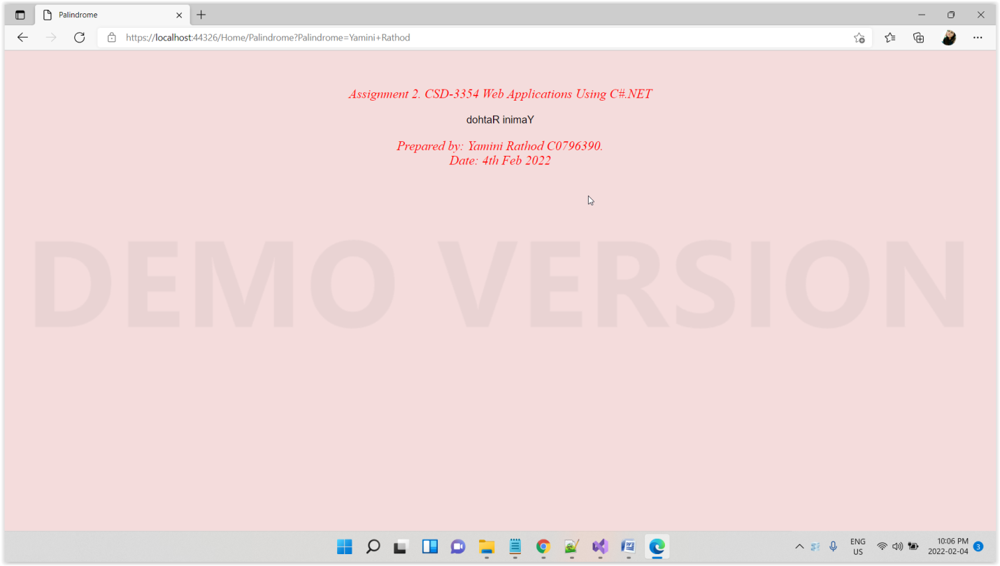 Palindrome
https://localhost:44326/Home/Palindrome?Palindrome=Yamini+Rathod
Assignment 2. CSD-3354 Web Applications Using C#.NET
dohtaR inimaY
Prepared by: Yamini Rathod C0796390.
Date: 4th Feb 2022
DEMO VERSION
ENG
US
10:06 PM
2022-02-04
3